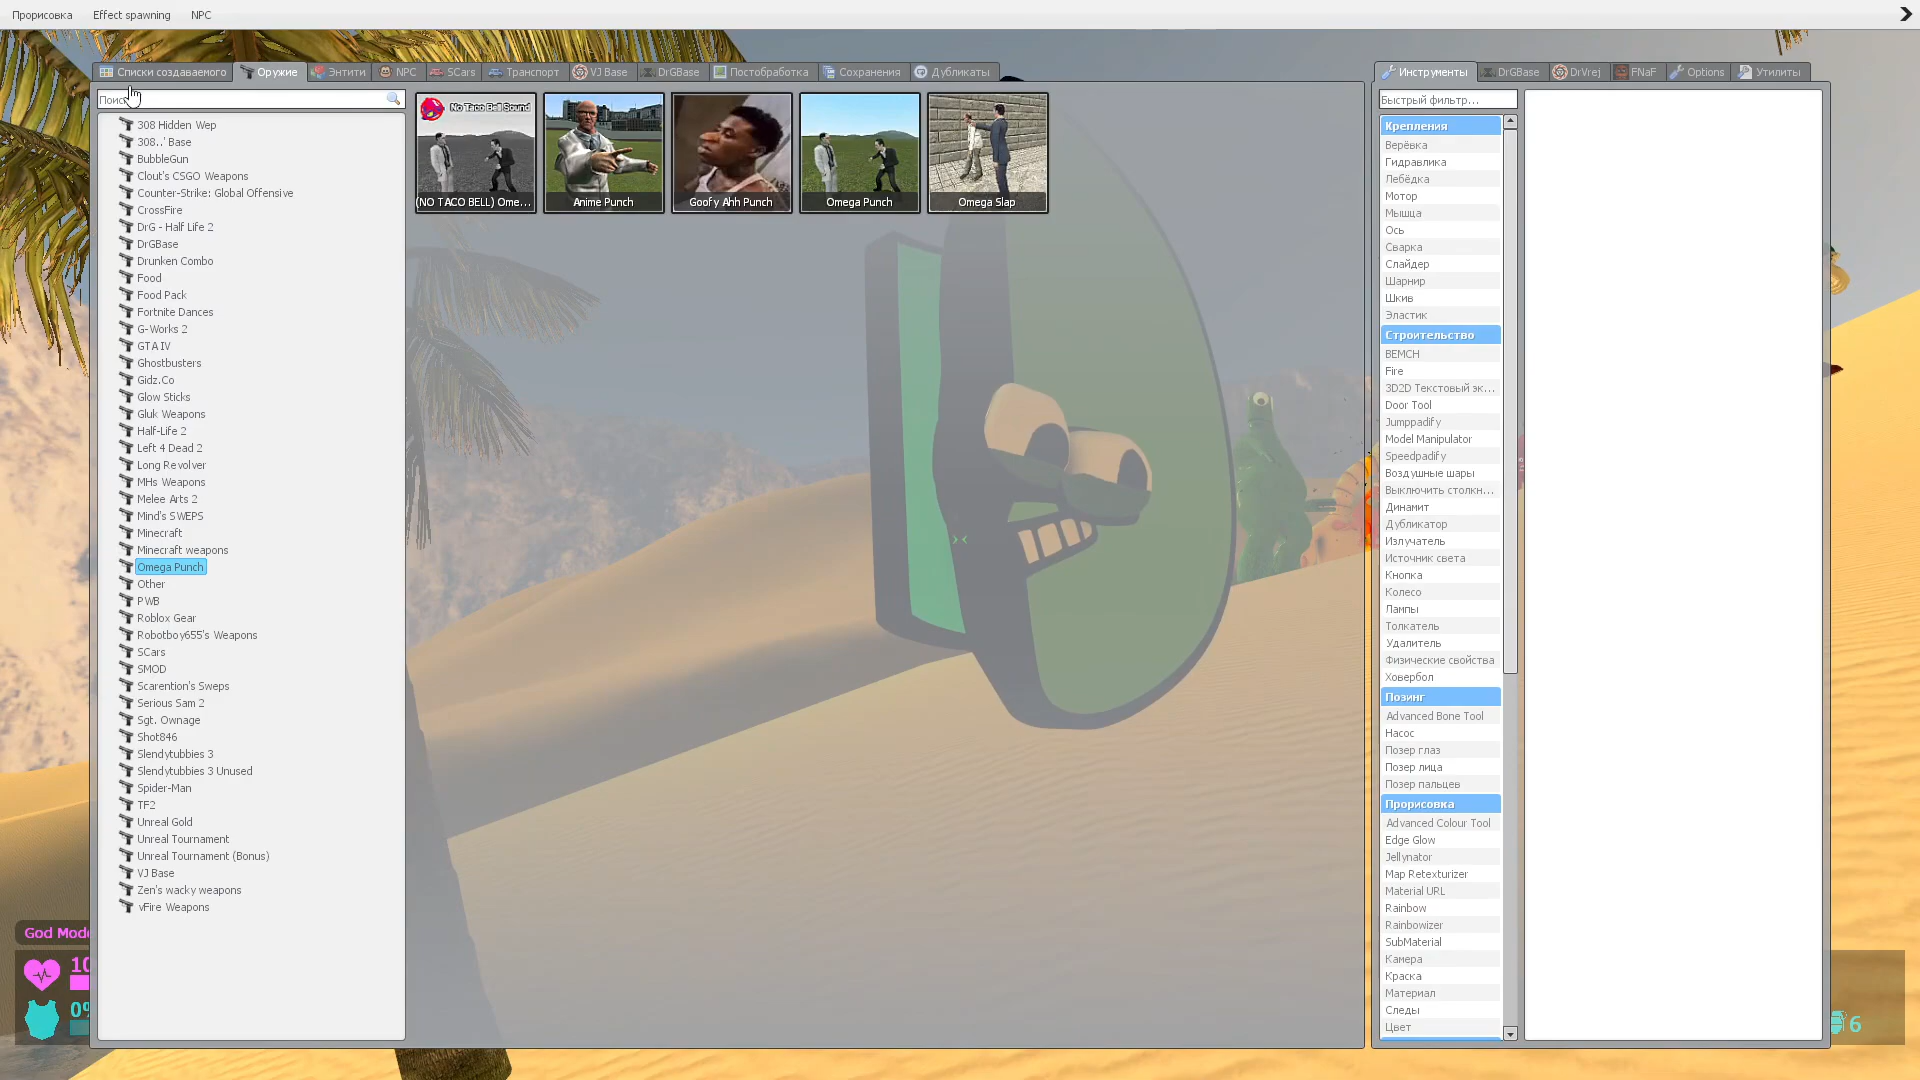 Прорисовка Effect spawning NPC
Списки создаваемого Оружие Энтити NPC SCars Транспорт VJ Base DrGBase Постобработка Сохранения Дубликаты
Поиск
308 Hidden Wep
308..' Base
BubbleGun
Clout's CSGO Weapons
Counter-Strike: Global Offensive
CrossFire
DrG - Half Life 2
DrGBase
Drunken Combo
Food
Food Pack
Fortnite Dances
G-Works 2
GTA IV
Ghostbusters
Gidz.Co
Glow Sticks
Gluk Weapons
Half-Life 2
Left 4 Dead 2
Long Revolver
MHs Weapons
Melee Arts 2
Mind's SWEPS
Minecraft
Minecraft weapons
Omega Punch
Other
PWB
Roblox Gear
Robotboy655's Weapons
SCars
SMOD
Scarention's Sweps
Serious Sam 2
Sgt. Ownage
Shot846
Slendytubbies 3
Slendytubbies 3 Unused
Spider-Man
TF2
Unreal Gold
Unreal Tournament
Unreal Tournament (Bonus)
VJ Base
Zen's wacky weapons
vFire Weapons
No Taco Bell Sound
(NO TACO BELL) Ome...
Anime Punch
Goofy Ahh Punch
Omega Punch
Omega Slap
Инструменты DrGBase DrVrej FNaF Options Утилиты
Быстрый фильтр...
Крепления
Верёвка
Гидравлика
Лебёдка
Мотор
Мышца
Ось
Сварка
Слайдер
Шарнир
Шкив
Эластик
Строительство
BEMCH
Fire
3D2D Текстовый эк...
Door Tool
Jumppadify
Model Manipulator
Speedpadify
Воздушные шары
Выключить столкн...
Динамит
Дубликатор
Излучатель
Источник света
Кнопка
Колесо
Лампы
Толкатель
Удалитель
Физические свойства
Ховербол
Позинг
Advanced Bone Tool
Насос
Позер глаз
Позер лица
Позер пальцев
Прорисовка
Advanced Colour Tool
Edge Glow
Jellynator
Map Retexturizer
Material URL
Rainbow
Rainbowizer
SubMaterial
Камера
Краска
Материал
Следы
Цвет
God Mode
10
0%
6